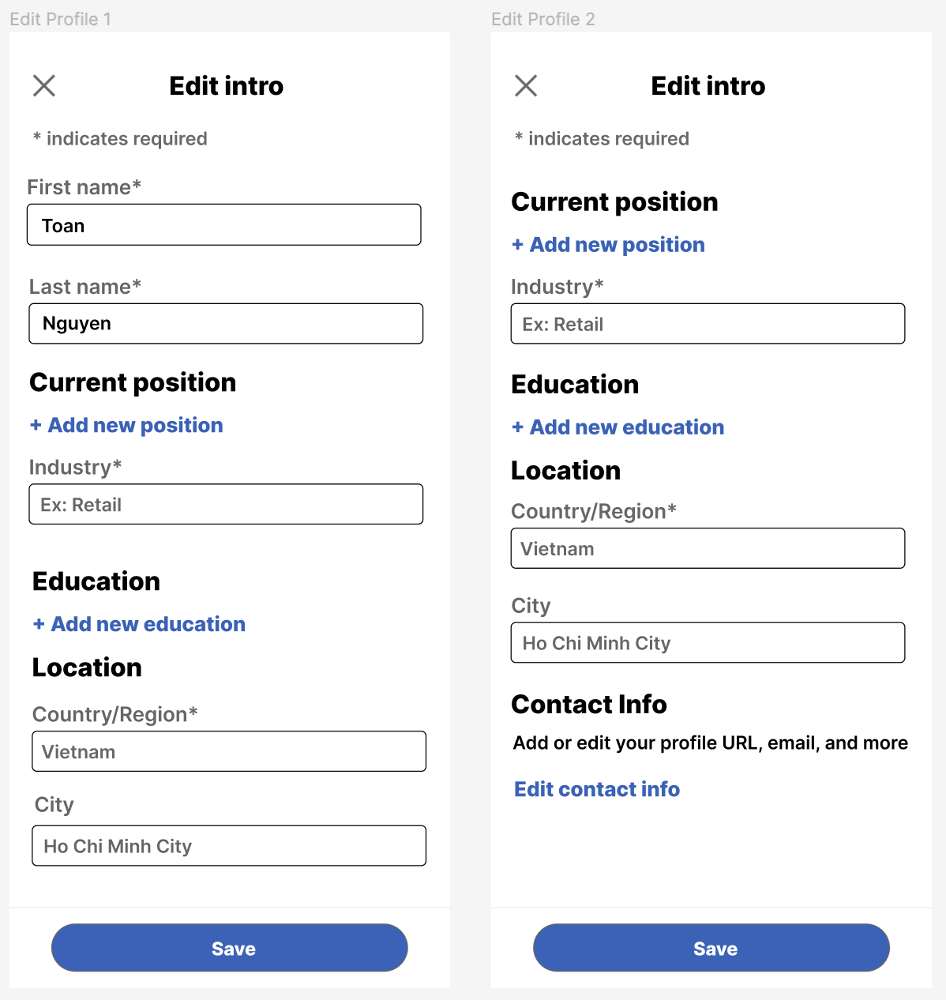 Edit Profile 1
Edit intro
* indicates required
First name*
Toan
Last name*
Nguyen
Current position
+ Add new position
Industry*
Ex: Retail
Education
+ Add new education
Location
Country/Region*
Vietnam
City
Ho Chi Minh City
Save
Edit Profile 2
Edit intro
* indicates required
Current position
+ Add new position
Industry*
Ex: Retail
Education
+ Add new education
Location
Country/Region*
Vietnam
City
Ho Chi Minh City
Contact Info
Add or edit your profile URL, email, and more
Edit contact info
Save